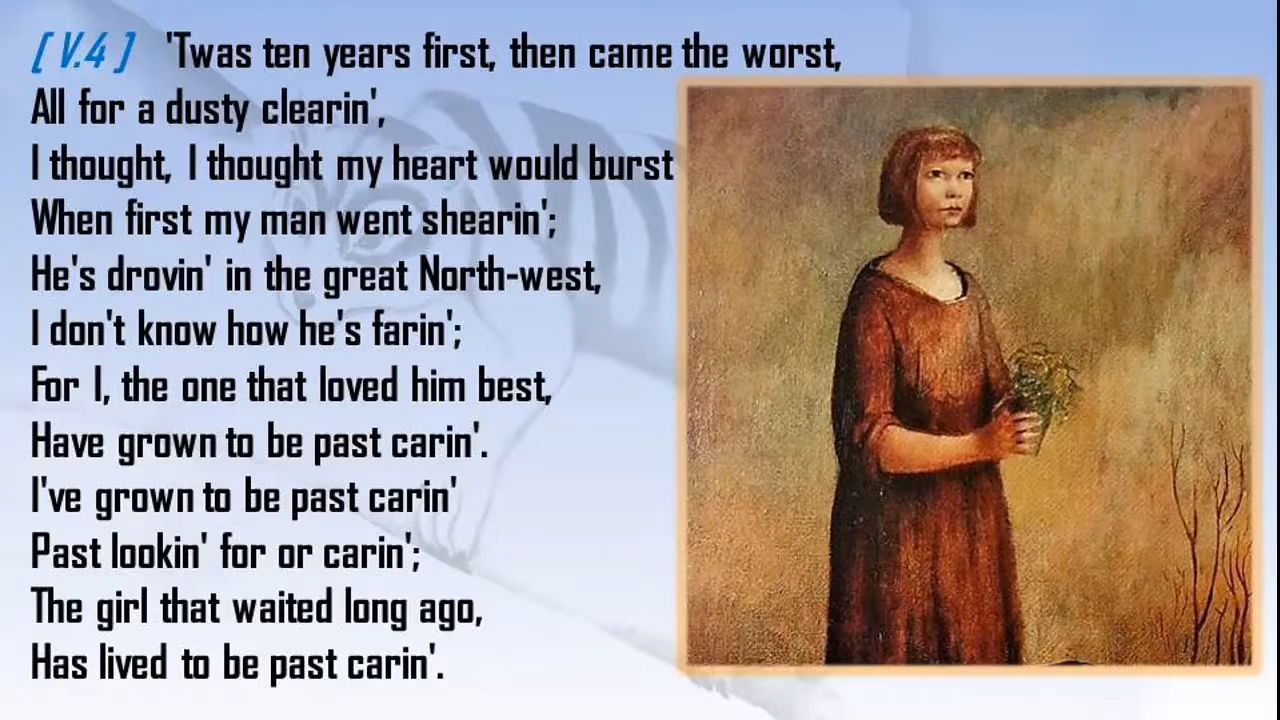 [ V.4 ] 'Twas ten years first, then came the worst,
All for a dusty clearin',
I thought, I thought my heart would burst
When first my man went shearin';
He's drovin' in the great North-west,
I don't know how he's farin';
For I, the one that loved him best,
Have grown to be past carin'.
I've grown to be past carin'
Past lookin' for or carin';
The girl that waited long ago,
Has lived to be past carin'.